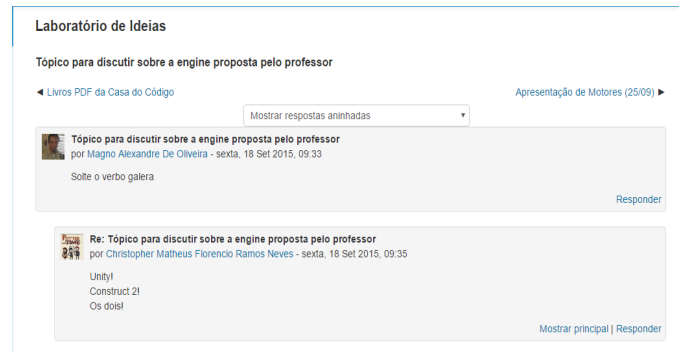 Laboratório de Ideias
Tópico para discutir sobre a engine proposta pelo professor
◄ Livros PDF da Casa do Código
Apresentação de Motores (25/09) ►
Mostrar respostas aninhadas
Tópico para discutir sobre a engine proposta pelo professor
por Magno Alexandre De Oliveira - sexta, 18 Set 2015, 09:33
Solte o verbo galera
Responder
Re: Tópico para discutir sobre a engine proposta pelo professor
por Christopher Matheus Florencio Ramos Neves - sexta, 18 Set 2015, 09:35
Unity!
Construct 2!
Os dois!
Mostrar principal | Responder